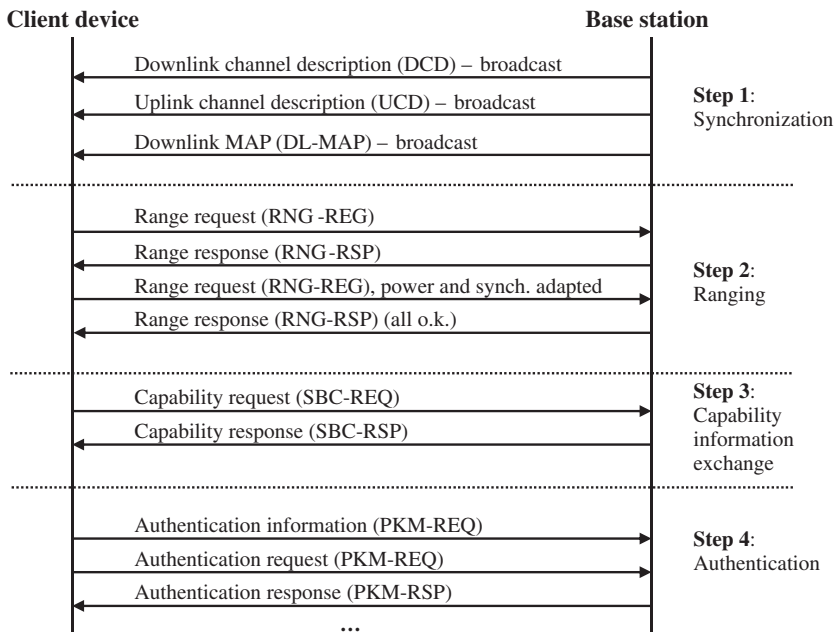 Client device
Base station
Downlink channel description (DCD) – broadcast
Uplink channel description (UCD) – broadcast
Downlink MAP (DL-MAP) – broadcast
Step 1:
Synchronization
Range request (RNG -REG)
Range response (RNG-RSP)
Range request (RNG-REG), power and synch. adapted
Range response (RNG-RSP) (all o.k.)
Step 2:
Ranging
Capability request (SBC-REQ)
Capability response (SBC-RSP)
Step 3:
Capability
information
exchange
Authentication information (PKM-REQ)
Authentication request (PKM-REQ)
Authentication response (PKM-RSP)
Step 4:
Authentication
...